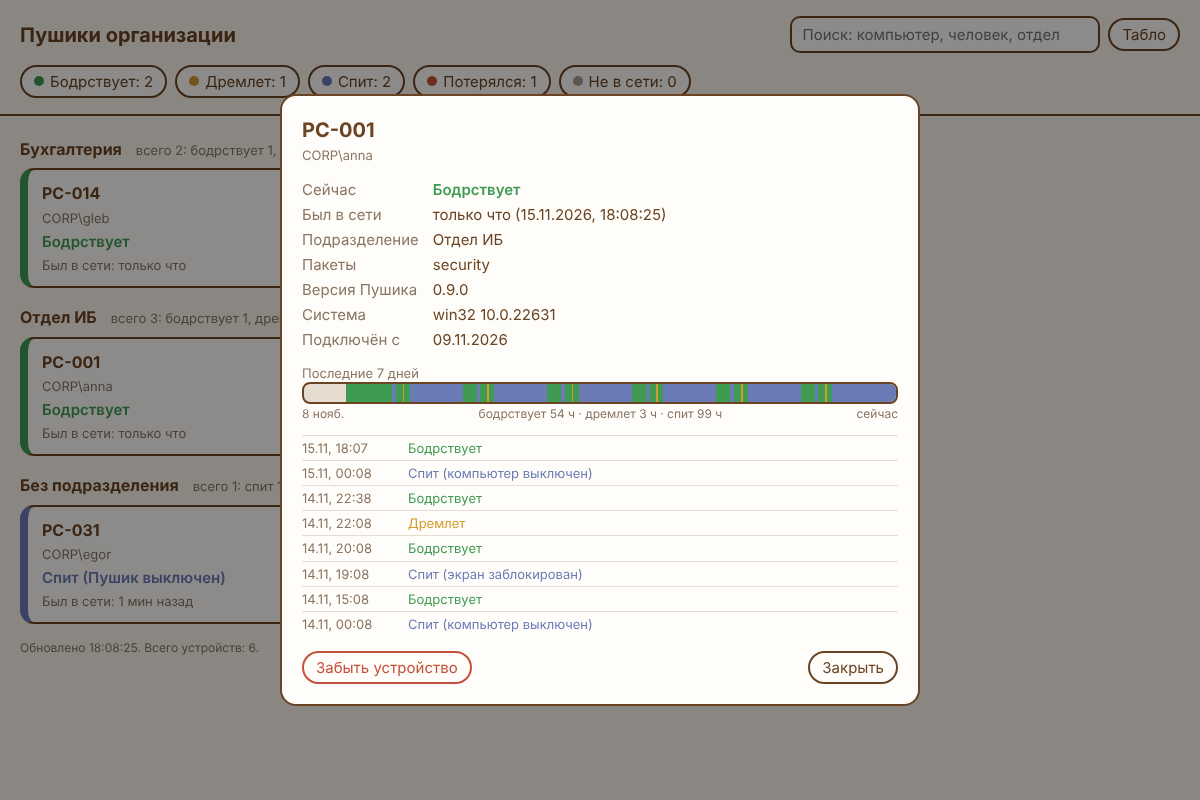 Пушики организации
Поиск: компьютер, человек, отдел
Табло
Бодрствует: 2
Дремлет: 1
Спит: 2
Потерялся: 1
Не в сети: 0
Бухгалтерия всего 2: бодрствует 1,
PC-014
CORP\gleb
Бодрствует
Был в сети: только что
Отдел ИБ всего 3: бодрствует 1,
PC-001
CORP\anna
Бодрствует
Был в сети: только что
Без подразделения всего 1: спит
PC-031
CORP\egor
Спит (Пушик выключен)
Был в сети: 1 мин назад
Обновлено 18:08:25. Всего устройств: 6.
PC-001
CORP\anna
Сейчас Бодрствует
Был в сети только что (15.11.2026, 18:08:25)
Подразделение Отдел ИБ
Пакеты security
Версия Пушика 0.9.0
Система win32 10.0.22631
Подключён с 09.11.2026
Последние 7 дней
8 нояб. бодрствует 54 ч · дремлет 3 ч · спит 99 ч сейчас
15.11, 18:07 Бодрствует
15.11, 00:08 Спит (компьютер выключен)
14.11, 22:38 Бодрствует
14.11, 22:08 Дремлет
14.11, 20:08 Бодрствует
14.11, 19:08 Спит (экран заблокирован)
14.11, 15:08 Бодрствует
14.11, 00:08 Спит (компьютер выключен)
Забыть устройство
Закрыть